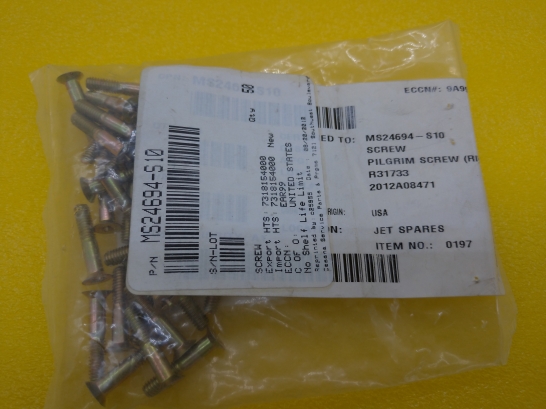 P/N MS24694-S10
S/N-LOT
SCREW
Export HTS: 7318154000 New
Import HTS: 7318154000
ECCN: EAR99
C OF UNITED STATES
No Shelf Life Limit
Qty 50
ECCN#:
ED TO: MS24694-S10
SCREW
PILGRIM SCREW
R31733
2012A08471
RIGIN: USA
N: JET SPARES
ITEM NO.: 0197